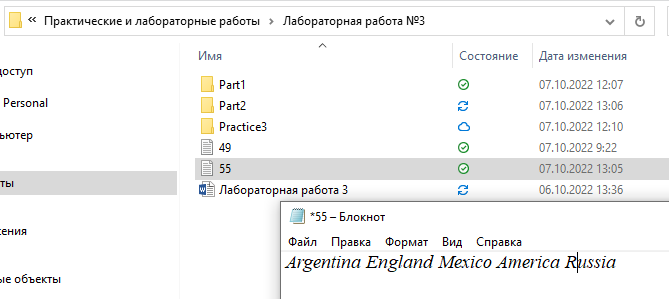 « Практические и лабораторные работы › Лабораторная работа №3
Имя Состояние Дата изменения
доступ
Part1 07.10.2022 12:07
Personal
Part2 07.10.2022 13:06
Practice3 07.10.2022 12:10
ьютер
49 07.10.2022 9:22
55 07.10.2022 13:05
ты
Лабораторная работа 3 06.10.2022 13:36
*55 – Блокнот
жения
Файл Правка Формат Вид Справка
Argentina England Mexico America Russia
ые объекты